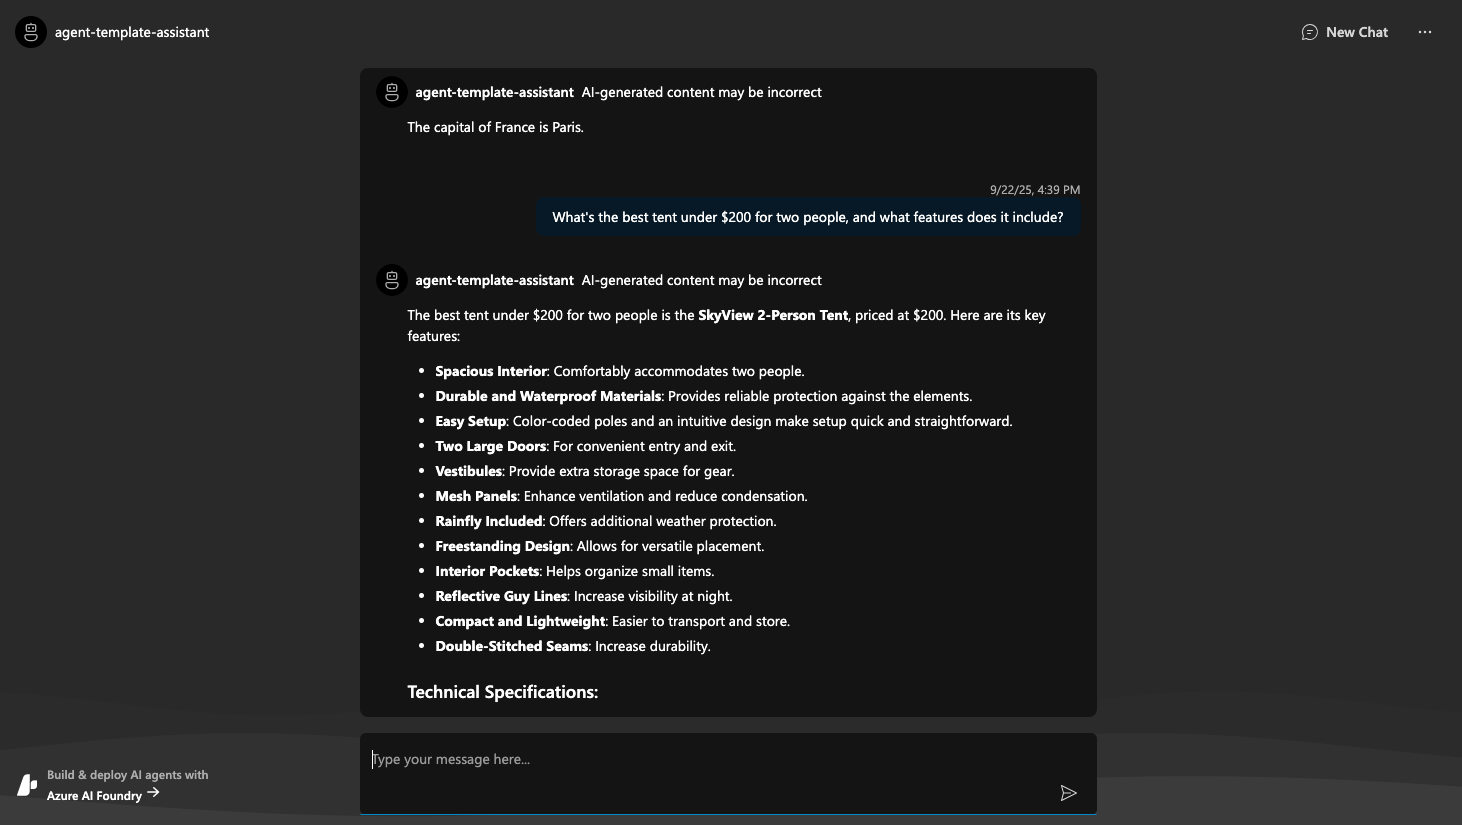 agent-template-assistant
New Chat
agent-template-assistant AI-generated content may be incorrect
The capital of France is Paris.
9/22/25, 4:39 PM
What's the best tent under $200 for two people, and what features does it include?
agent-template-assistant AI-generated content may be incorrect
The best tent under $200 for two people is the SkyView 2-Person Tent, priced at $200. Here are its key
features:
• Spacious Interior: Comfortably accommodates two people.
• Durable and Waterproof Materials: Provides reliable protection against the elements.
• Easy Setup: Color-coded poles and an intuitive design make setup quick and straightforward.
• Two Large Doors: For convenient entry and exit.
• Vestibules: Provide extra storage space for gear.
• Mesh Panels: Enhance ventilation and reduce condensation.
• Rainfly Included: Offers additional weather protection.
• Freestanding Design: Allows for versatile placement.
• Interior Pockets: Helps organize small items.
• Reflective Guy Lines: Increase visibility at night.
• Compact and Lightweight: Easier to transport and store.
• Double-Stitched Seams: Increase durability.
Technical Specifications:
Type your message here...
Build & deploy AI agents with
Azure AI Foundry →